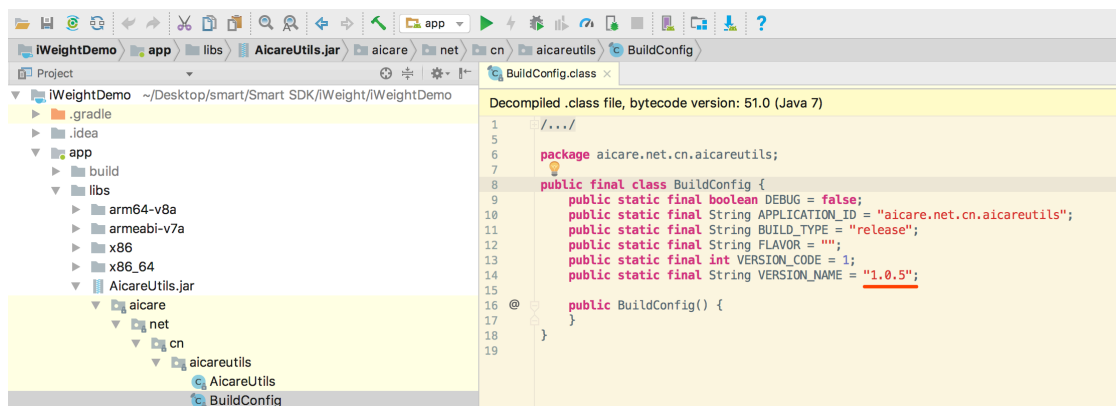 app
iWeightDemo app libs AicareUtils.jar aicare net cn aicareutils BuildConfig
Project
iWeightDemo ~/Desktop/smart/Smart SDK/iWeight/iWeightDemo
.gradle
.idea
app
build
libs
arm64-v8a
armeabi-v7a
x86
x86_64
AicareUtils.jar
aicare
net
cn
aicareutils
AicareUtils
BuildConfig
BuildConfig.class
Decompiled .class file, bytecode version: 51.0 (Java 7)
1 /.../
5
6 package aicare.net.cn.aicareutils;
7
8 public final class BuildConfig {
9 public static final boolean DEBUG = false;
10 public static final String APPLICATION_ID = "aicare.net.cn.aicareutils";
11 public static final String BUILD_TYPE = "release";
12 public static final String FLAVOR = "";
13 public static final int VERSION_CODE = 1;
14 public static final String VERSION_NAME = "1.0.5";
15
16 @ public BuildConfig() {
17 }
18 }
19